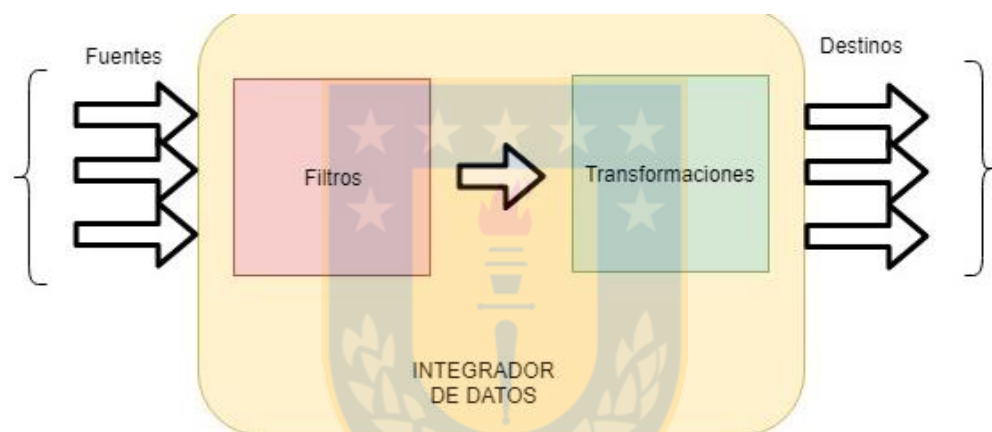 Fuentes
Destinos
Filtros
Transformaciones
INTEGRADOR
DE DATOS